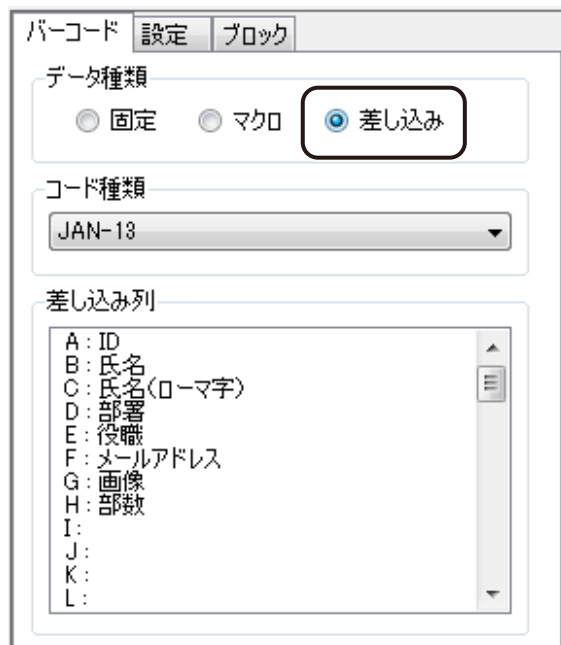 バーコード 設定 ブロック
データ種類
固定 マクロ 差し込み
コード種類
JAN-13
差し込み列
A : ID
B : 氏名
C : 氏名(ローマ字)
D : 部署
E : 役職
F : メールアドレス
G : 画像
H : 部数
I :
J :
K :
L :